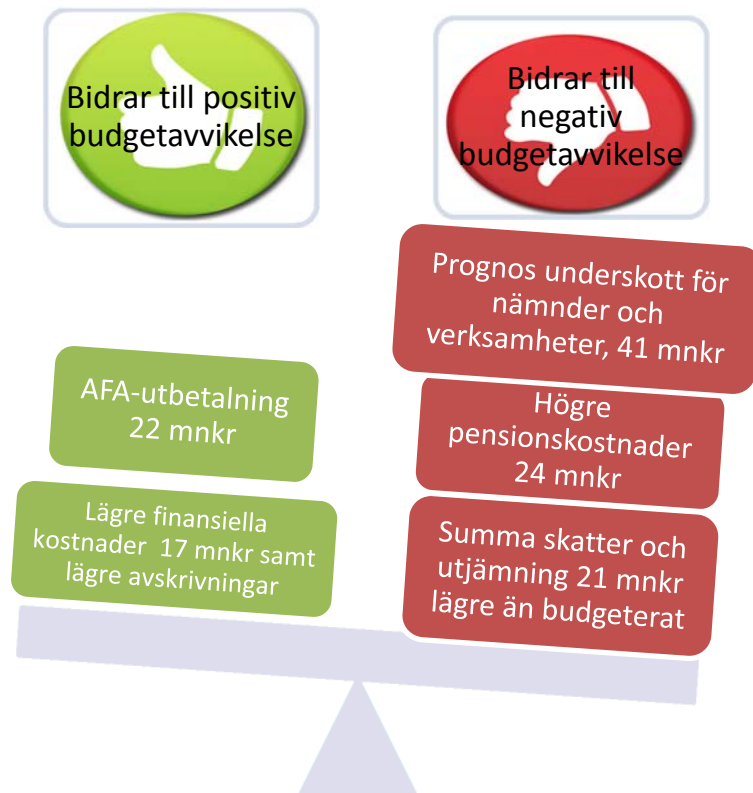 Bidrar till positiv
budgetavvikelse
Bidrar till
negativ
budgetavvikelse
AFA-utbetalning
22 mnkr
Lägre finansiella
kostnader 17 mnkr samt
lägre avskrivningar
Prognos underskott för
nämnder och
verksamheter, 41 mnkr
Högre
pensionskostnader
24 mnkr
Summa skatter och
utjämning 21 mnkr
lägre än budgeterat